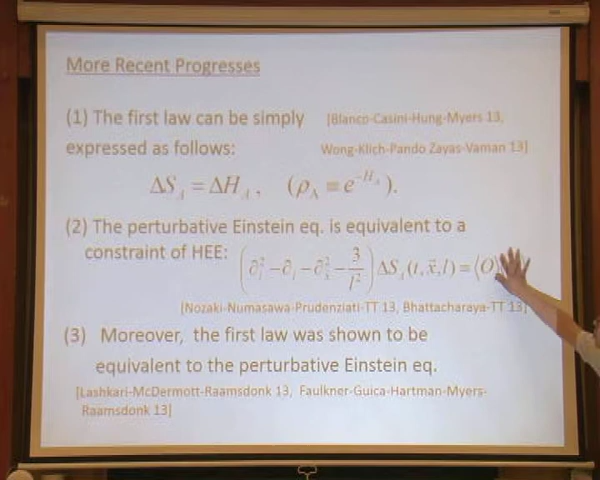 More Recent Progresses
(1) The first law can be simply [Blanco-Casini-Hung-Myers 13,
expressed as follows: Wong-Klich-Pando Zayas-Vaman 13]
ΔS_A = ΔH_A , (ρ_A ≡ e^{-H_A}).
(2) The perturbative Einstein eq. is equivalent to a
constraint of HEE: (∂_l^2 − ∂_l − ∂_x^2 − 3/l^2) ΔS_A(t, x⃗, l) = ⟨O
[Nozaki-Numasawa-Prudenziati-TT 13, Bhattacharaya-TT 13]
(3) Moreover, the first law was shown to be
equivalent to the perturbative Einstein eq.
[Lashkari-McDermott-Raamsdonk 13, Faulkner-Guica-Hartman-Myers-
Raamsdonk 13]